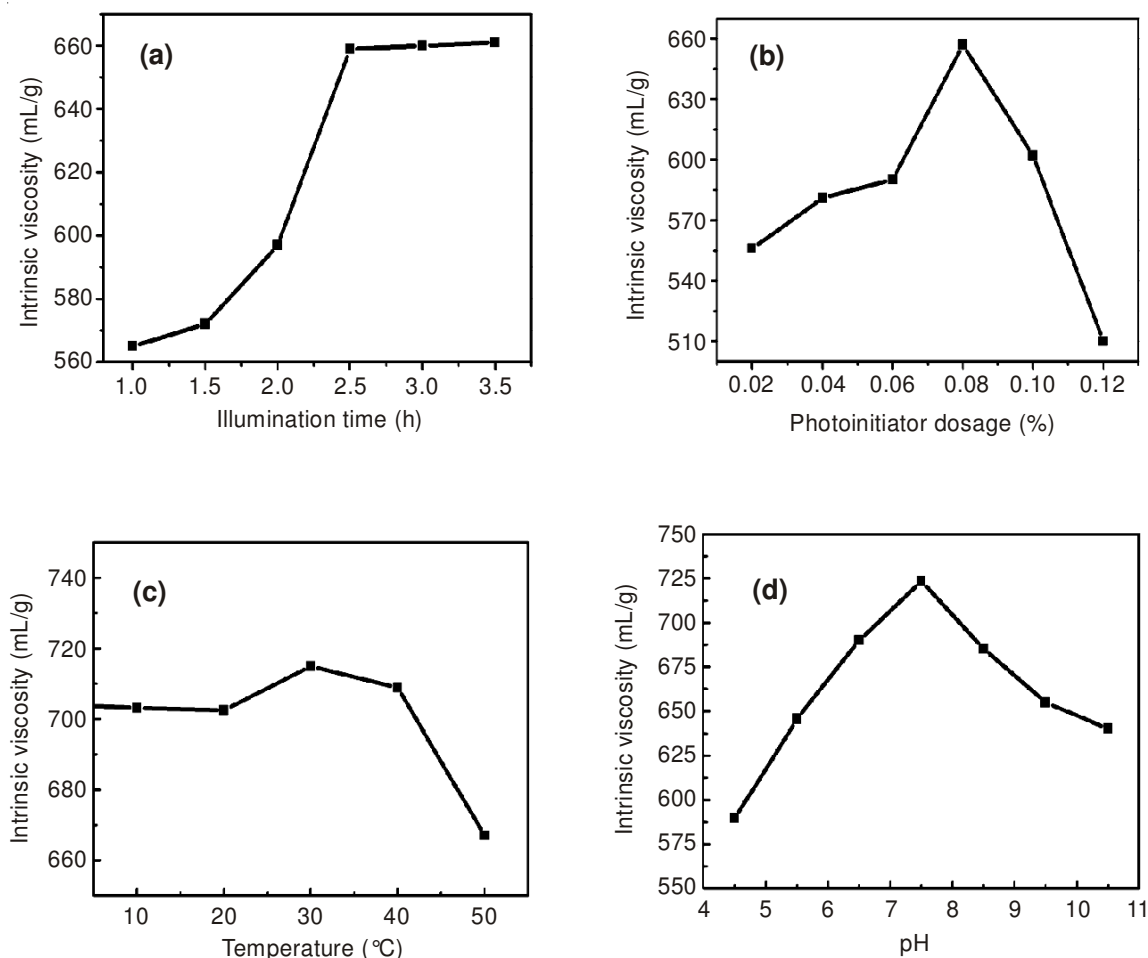 (a)
Intrinsic viscosity (mL/g)
660
640
620
600
580
560
1.0 1.5 2.0 2.5 3.0 3.5
Illumination time (h)
(b)
Intrinsic viscosity (mL/g)
660
630
600
570
540
510
0.02 0.04 0.06 0.08 0.10 0.12
Photoinitiator dosage (%)
(c)
Intrinsic viscosity (mL/g)
740
720
700
680
660
10 20 30 40 50
Temperature (°C)
(d)
Intrinsic viscosity (mL/g)
750
725
700
675
650
625
600
575
550
4 5 6 7 8 9 10 11
pH